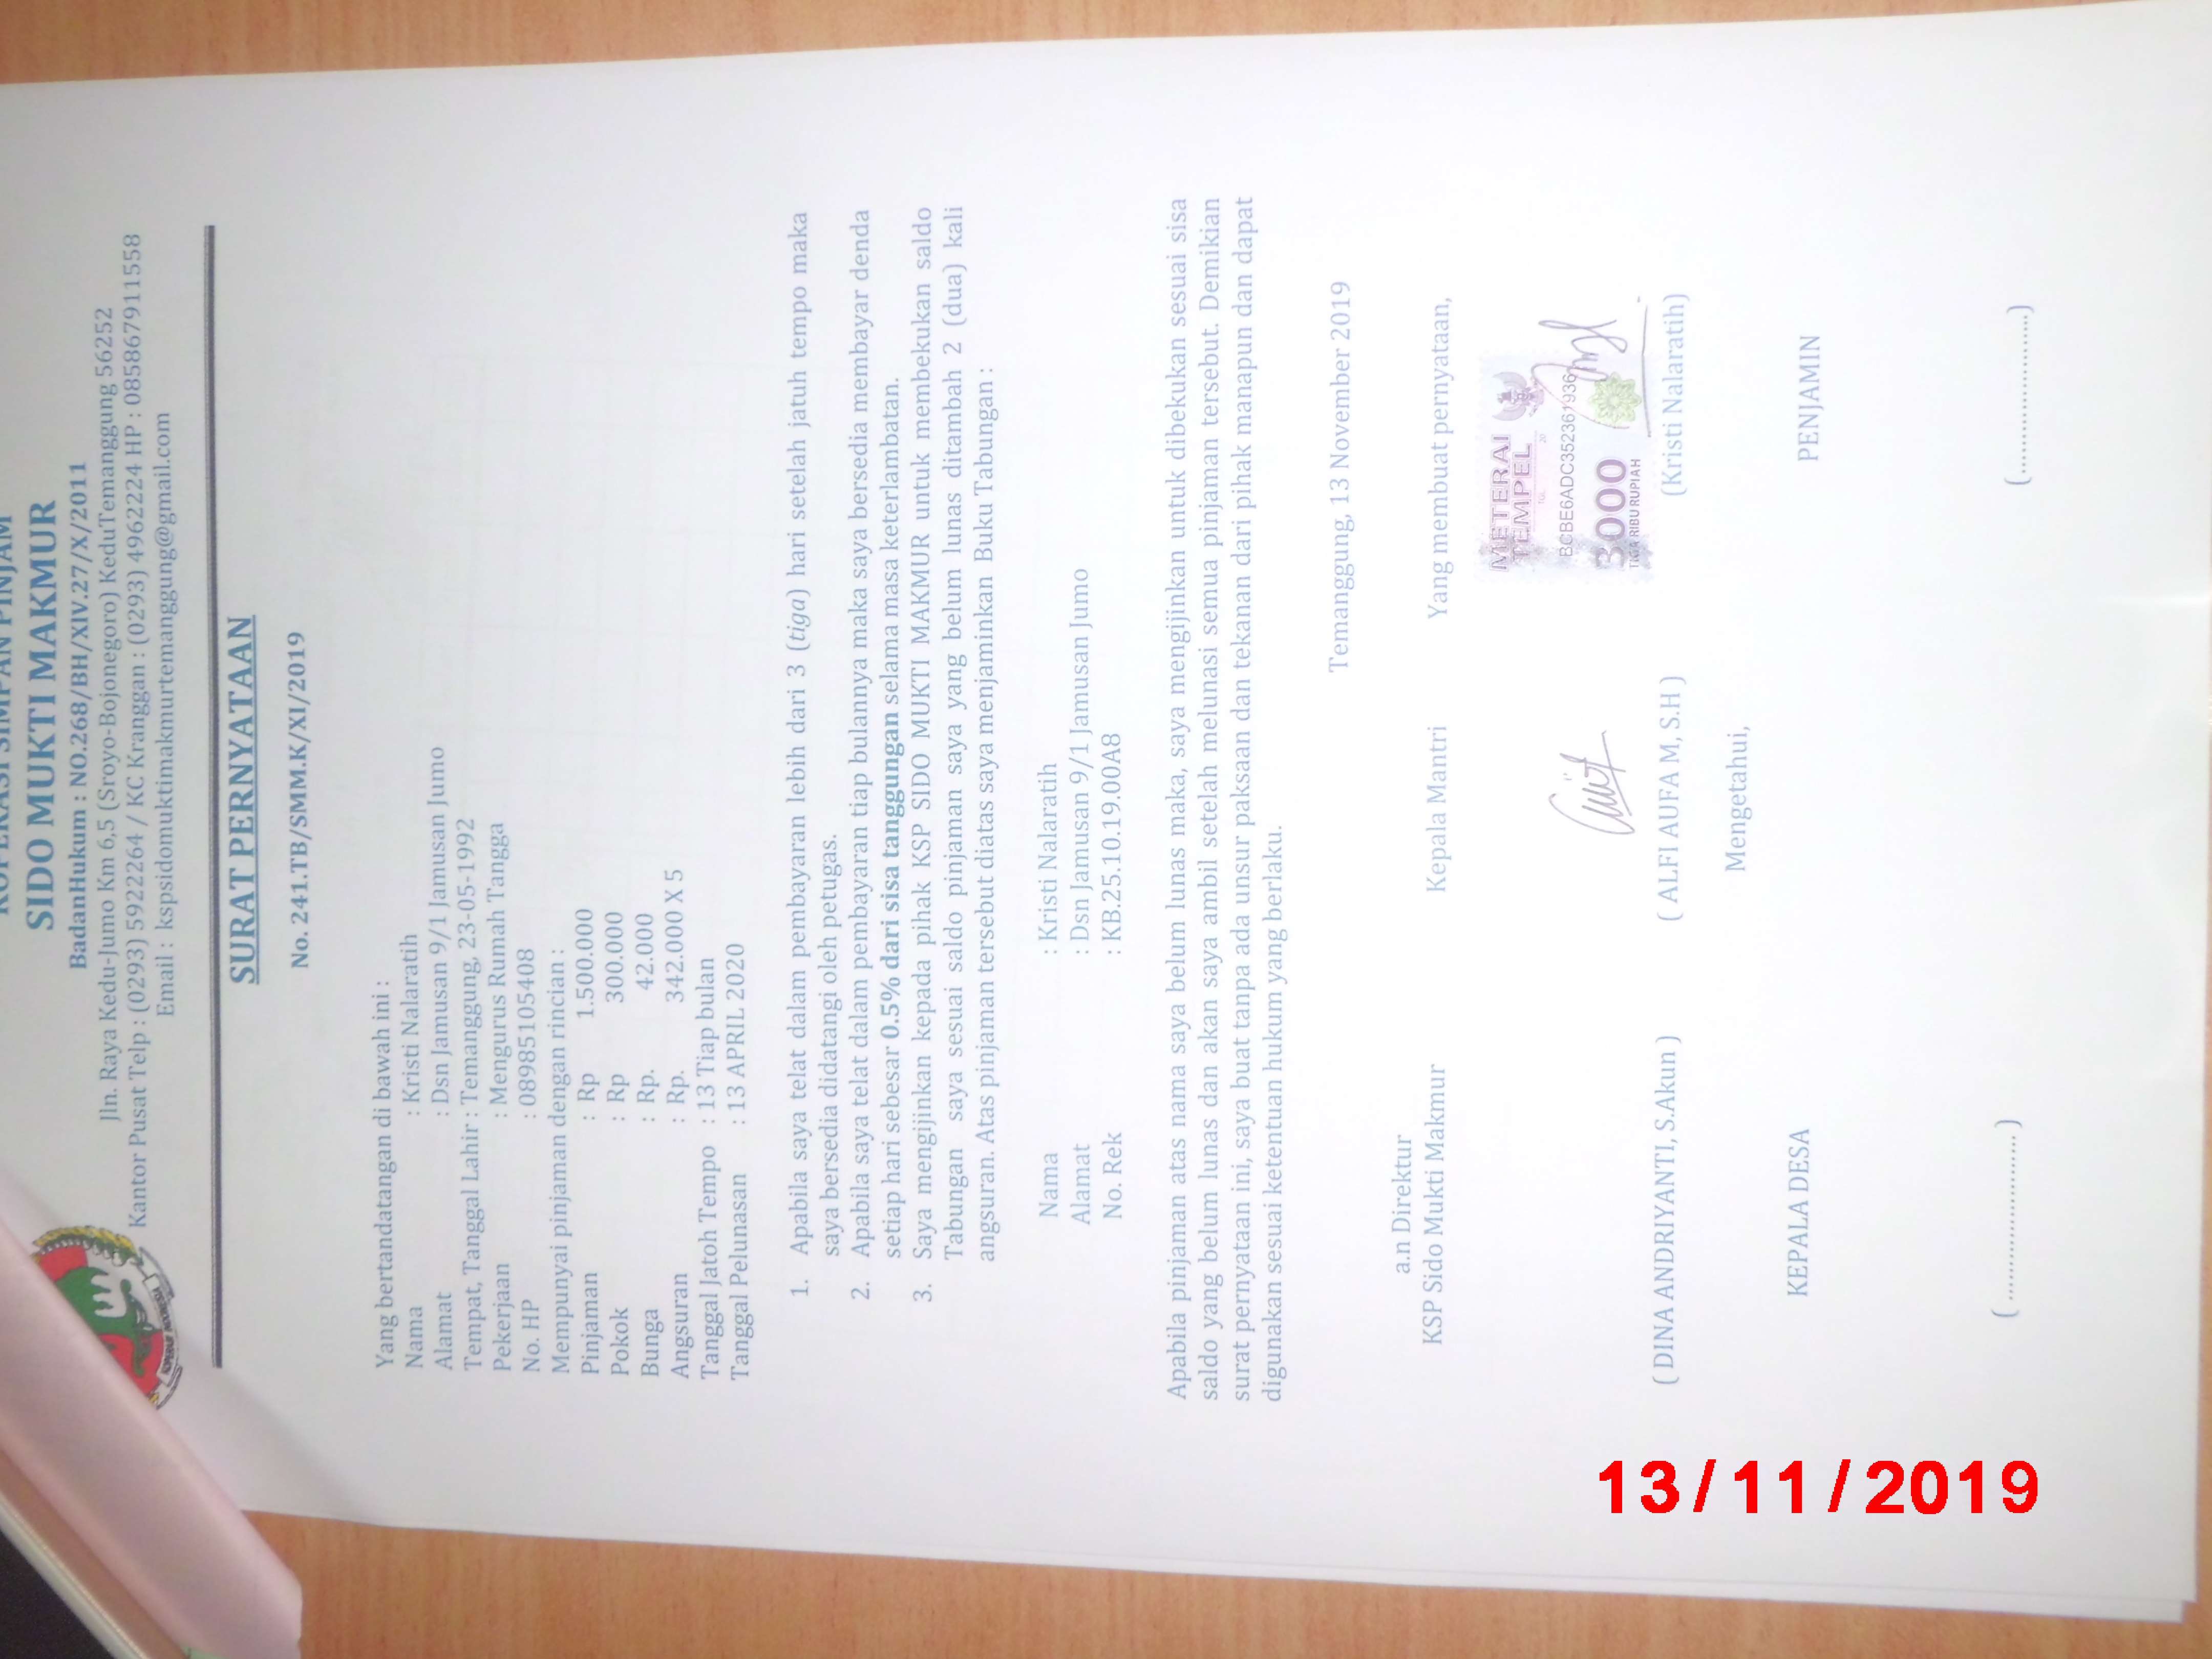 KOPERASI SIMPAN PINJAM
SIDO MUKTI MAKMUR
BadanHukum : NO.268/BH/XIV.27/X/2011
Jln. Raya Kedu-Jumo Km 6,5 (Sroyo-Bojonegoro) KeduTemanggung 56252
Kantor Pusat Telp : (0293) 5922264 / KC Kranggan : (0293) 4962224 HP : 085867911558
Email : kspsidomuktimakmurtemanggung@gmail.com
SURAT PERNYATAAN
No. 241.TB/SMM.K/XI/2019
Yang bertandatangan di bawah ini :
Nama : Kristi Nalaratih
Alamat : Dsn Jamusan 9/1 Jamusan Jumo
Tempat, Tanggal Lahir : Temanggung, 23-05-1992
Pekerjaan : Mengurus Rumah Tangga
No. HP : 08985105408
Mempunyai pinjaman dengan rincian :
Pinjaman : Rp 1.500.000
Pokok : Rp 300.000
Bunga : Rp. 42.000
Angsuran : Rp. 342.000 X 5
Tanggal Jatoh Tempo : 13 Tiap bulan
Tanggal Pelunasan : 13 APRIL 2020
1. Apabila saya telat dalam pembayaran lebih dari 3 (tiga) hari setelah jatuh tempo maka
saya bersedia didatangi oleh petugas.
2. Apabila saya telat dalam pembayaran tiap bulannya maka saya bersedia membayar denda
setiap hari sebesar 0.5% dari sisa tanggungan selama masa keterlambatan.
3. Saya mengijinkan kepada pihak KSP SIDO MUKTI MAKMUR untuk membekukan saldo
Tabungan saya sesuai saldo pinjaman saya yang belum lunas ditambah 2 (dua) kali
angsuran. Atas pinjaman tersebut diatas saya menjaminkan Buku Tabungan :
Nama : Kristi Nalaratih
Alamat : Dsn Jamusan 9/1 Jamusan Jumo
No. Rek : KB.25.10.19.00A8
Apabila pinjaman atas nama saya belum lunas maka, saya mengijinkan untuk dibekukan sesuai sisa
saldo yang belum lunas dan akan saya ambil setelah melunasi semua pinjaman tersebut. Demikian
surat pernyataan ini, saya buat tanpa ada unsur paksaan dan tekanan dari pihak manapun dan dapat
digunakan sesuai ketentuan hukum yang berlaku.
Temanggung, 13 November 2019
a.n Direktur
KSP Sido Mukti Makmur Kepala Mantri Yang membuat pernyataan,
METERAI
TEMPEL
TGL. 20
BCBE6ADC352361936
3000
TIGA RIBU RUPIAH
( DINA ANDRIYANTI, S.Akun ) ( ALFI AUFA M, S.H ) (Kristi Nalaratih)
Mengetahui,
KEPALA DESA PENJAMIN
( ........................... ) (........................)
KOPERASI INDONESIA
13/11/2019